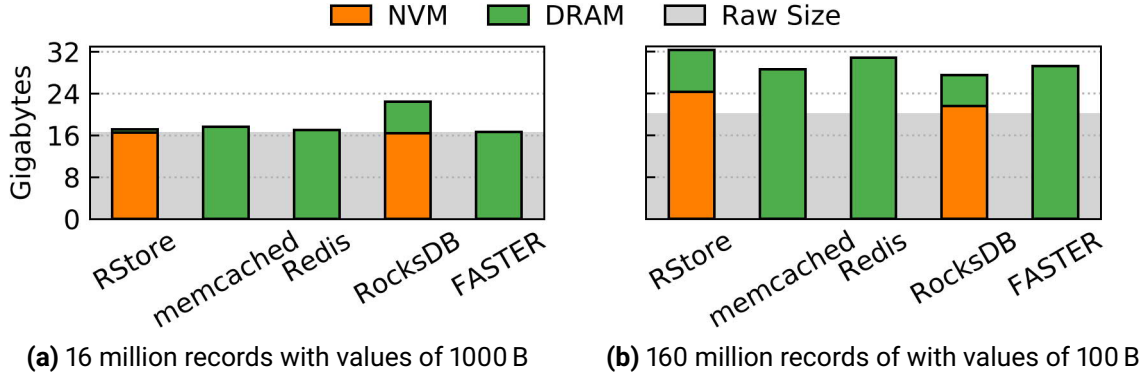 NVM DRAM Raw Size
Gigabytes
32
24
16
8
0
RStore
memcached
Redis
RocksDB
FASTER
RStore
memcached
Redis
RocksDB
FASTER
(a) 16 million records with values of 1000 B
(b) 160 million records of with values of 100 B